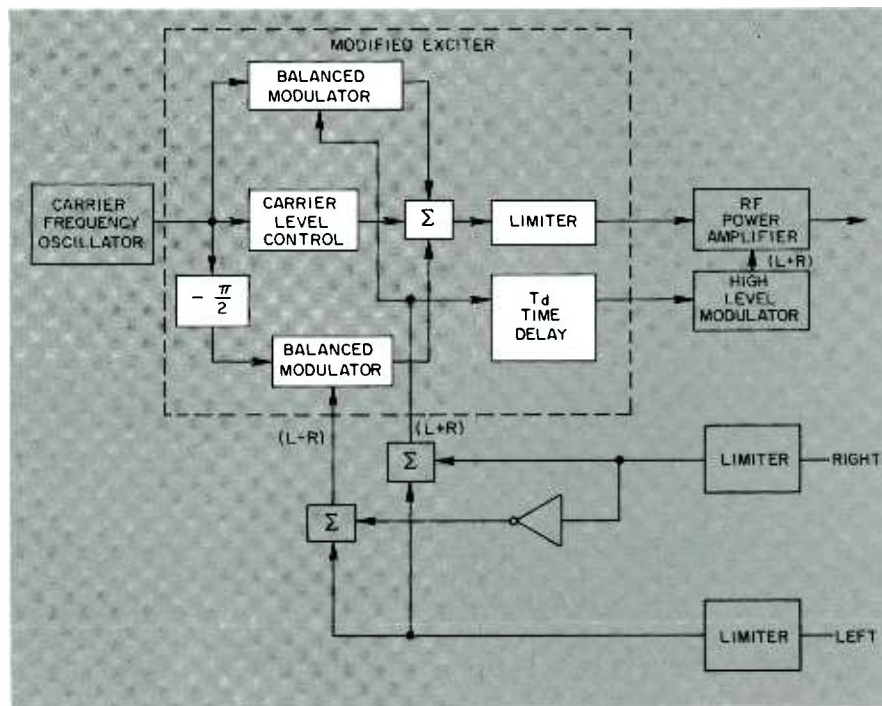 MODIFIED EXCITER
BALANCED
MODULATOR
CARRIER
FREQUENCY
OSCILLATOR
CARRIER
LEVEL
CONTROL
Σ
LIMITER
RF
POWER
AMPLIFIER
(L+R)
- π/2
Td
TIME
DELAY
HIGH
LEVEL
MODULATOR
BALANCED
MODULATOR
(L-R)
(L+R)
Σ
LIMITER
RIGHT
Σ
LIMITER
LEFT